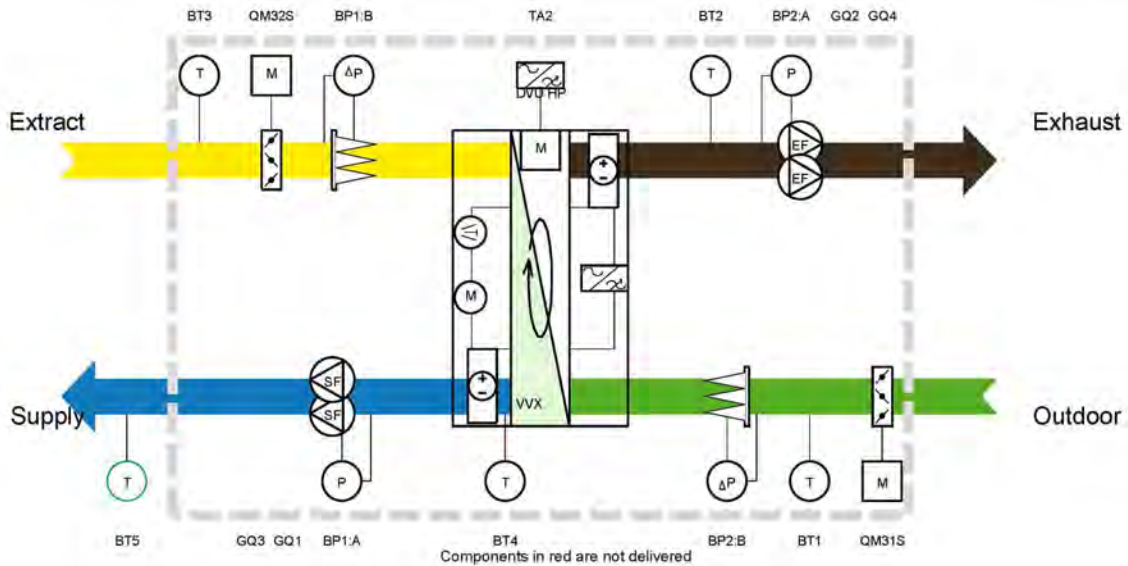 BT3 QM32S BP1:B TA2 BT2 BP2:A GQ2 GQ4
T M ΔP T P
DVU HP
Extract Exhaust
M EF
EF
\T/
M
SF VVX
SF
Supply Outdoor
T P T ΔP T M
BT5 GQ3 GQ1 BP1:A BT4 BP2:B BT1 QM31S
Components in red are not delivered